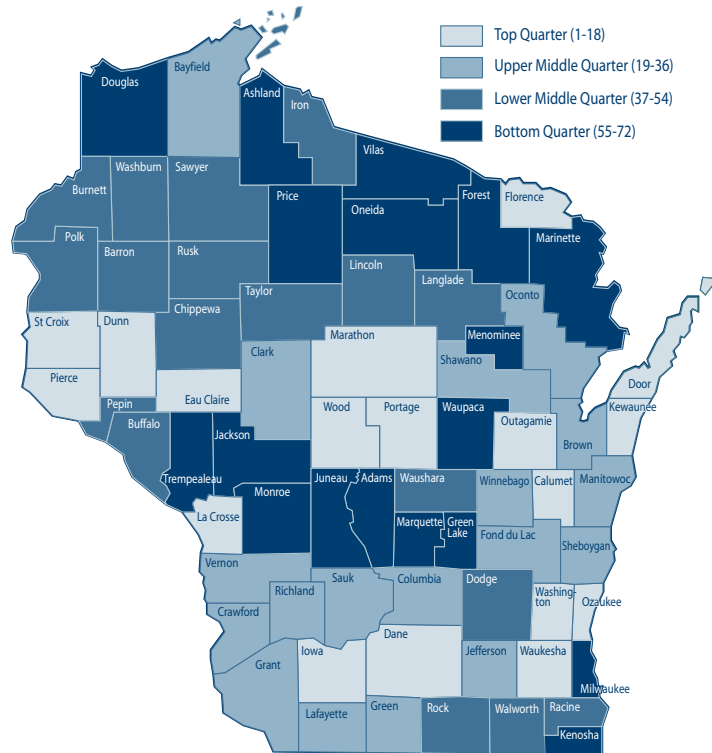 Top Quarter (1-18)
Upper Middle Quarter (19-36)
Lower Middle Quarter (37-54)
Bottom Quarter (55-72)
Douglas
Bayfield
Ashland
Iron
Vilas
Washburn
Sawyer
Burnett
Price
Oneida
Forest
Florence
Marinette
Polk
Barron
Rusk
Lincoln
Langlade
Oconto
Taylor
Chippewa
St Croix
Dunn
Marathon
Menominee
Clark
Shawano
Pierce
Eau Claire
Door
Pepin
Wood
Portage
Waupaca
Kewaunee
Outagamie
Buffalo
Jackson
Brown
Trempealeau
Juneau
Adams
Waushara
Winnebago
Calumet
Manitowoc
Monroe
La Crosse
Marquette
Green
Lake
Fond du Lac
Sheboygan
Vernon
Sauk
Columbia
Dodge
Richland
Washing-
ton
Ozaukee
Crawford
Dane
Iowa
Jefferson
Waukesha
Grant
Milwaukee
Lafayette
Green
Rock
Walworth
Racine
Kenosha